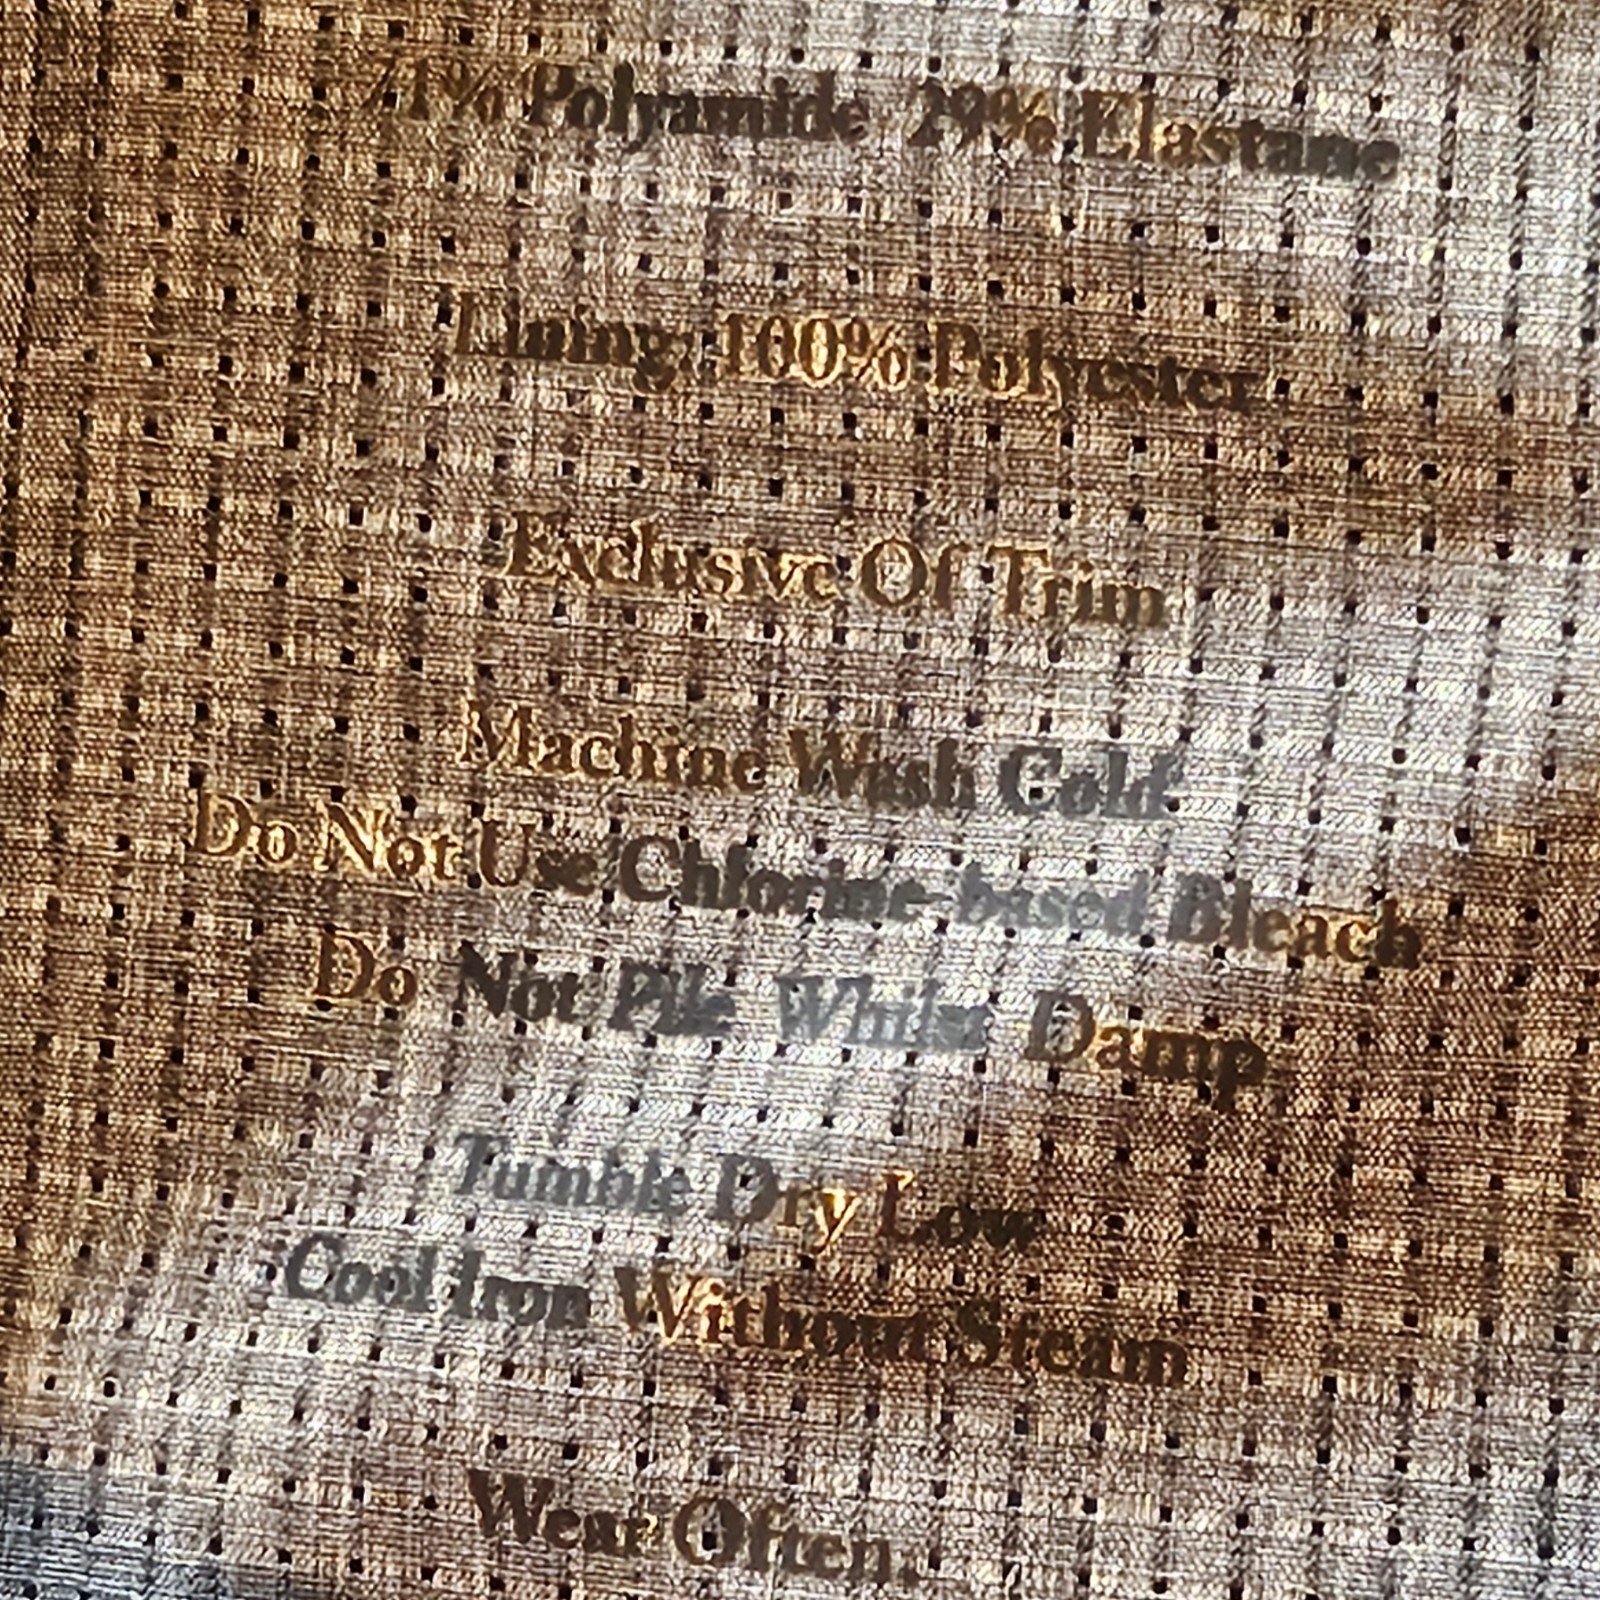 71% Polyamide 29% Elastane
Lining: 100% Polyester
Exclusive Of Trim
Machine Wash Cold
Do Not Use Chlorine-based Bleach
Do Not Pile Whilst Damp
Tumble Dry Low
Cool Iron Without Steam
Wear Often.